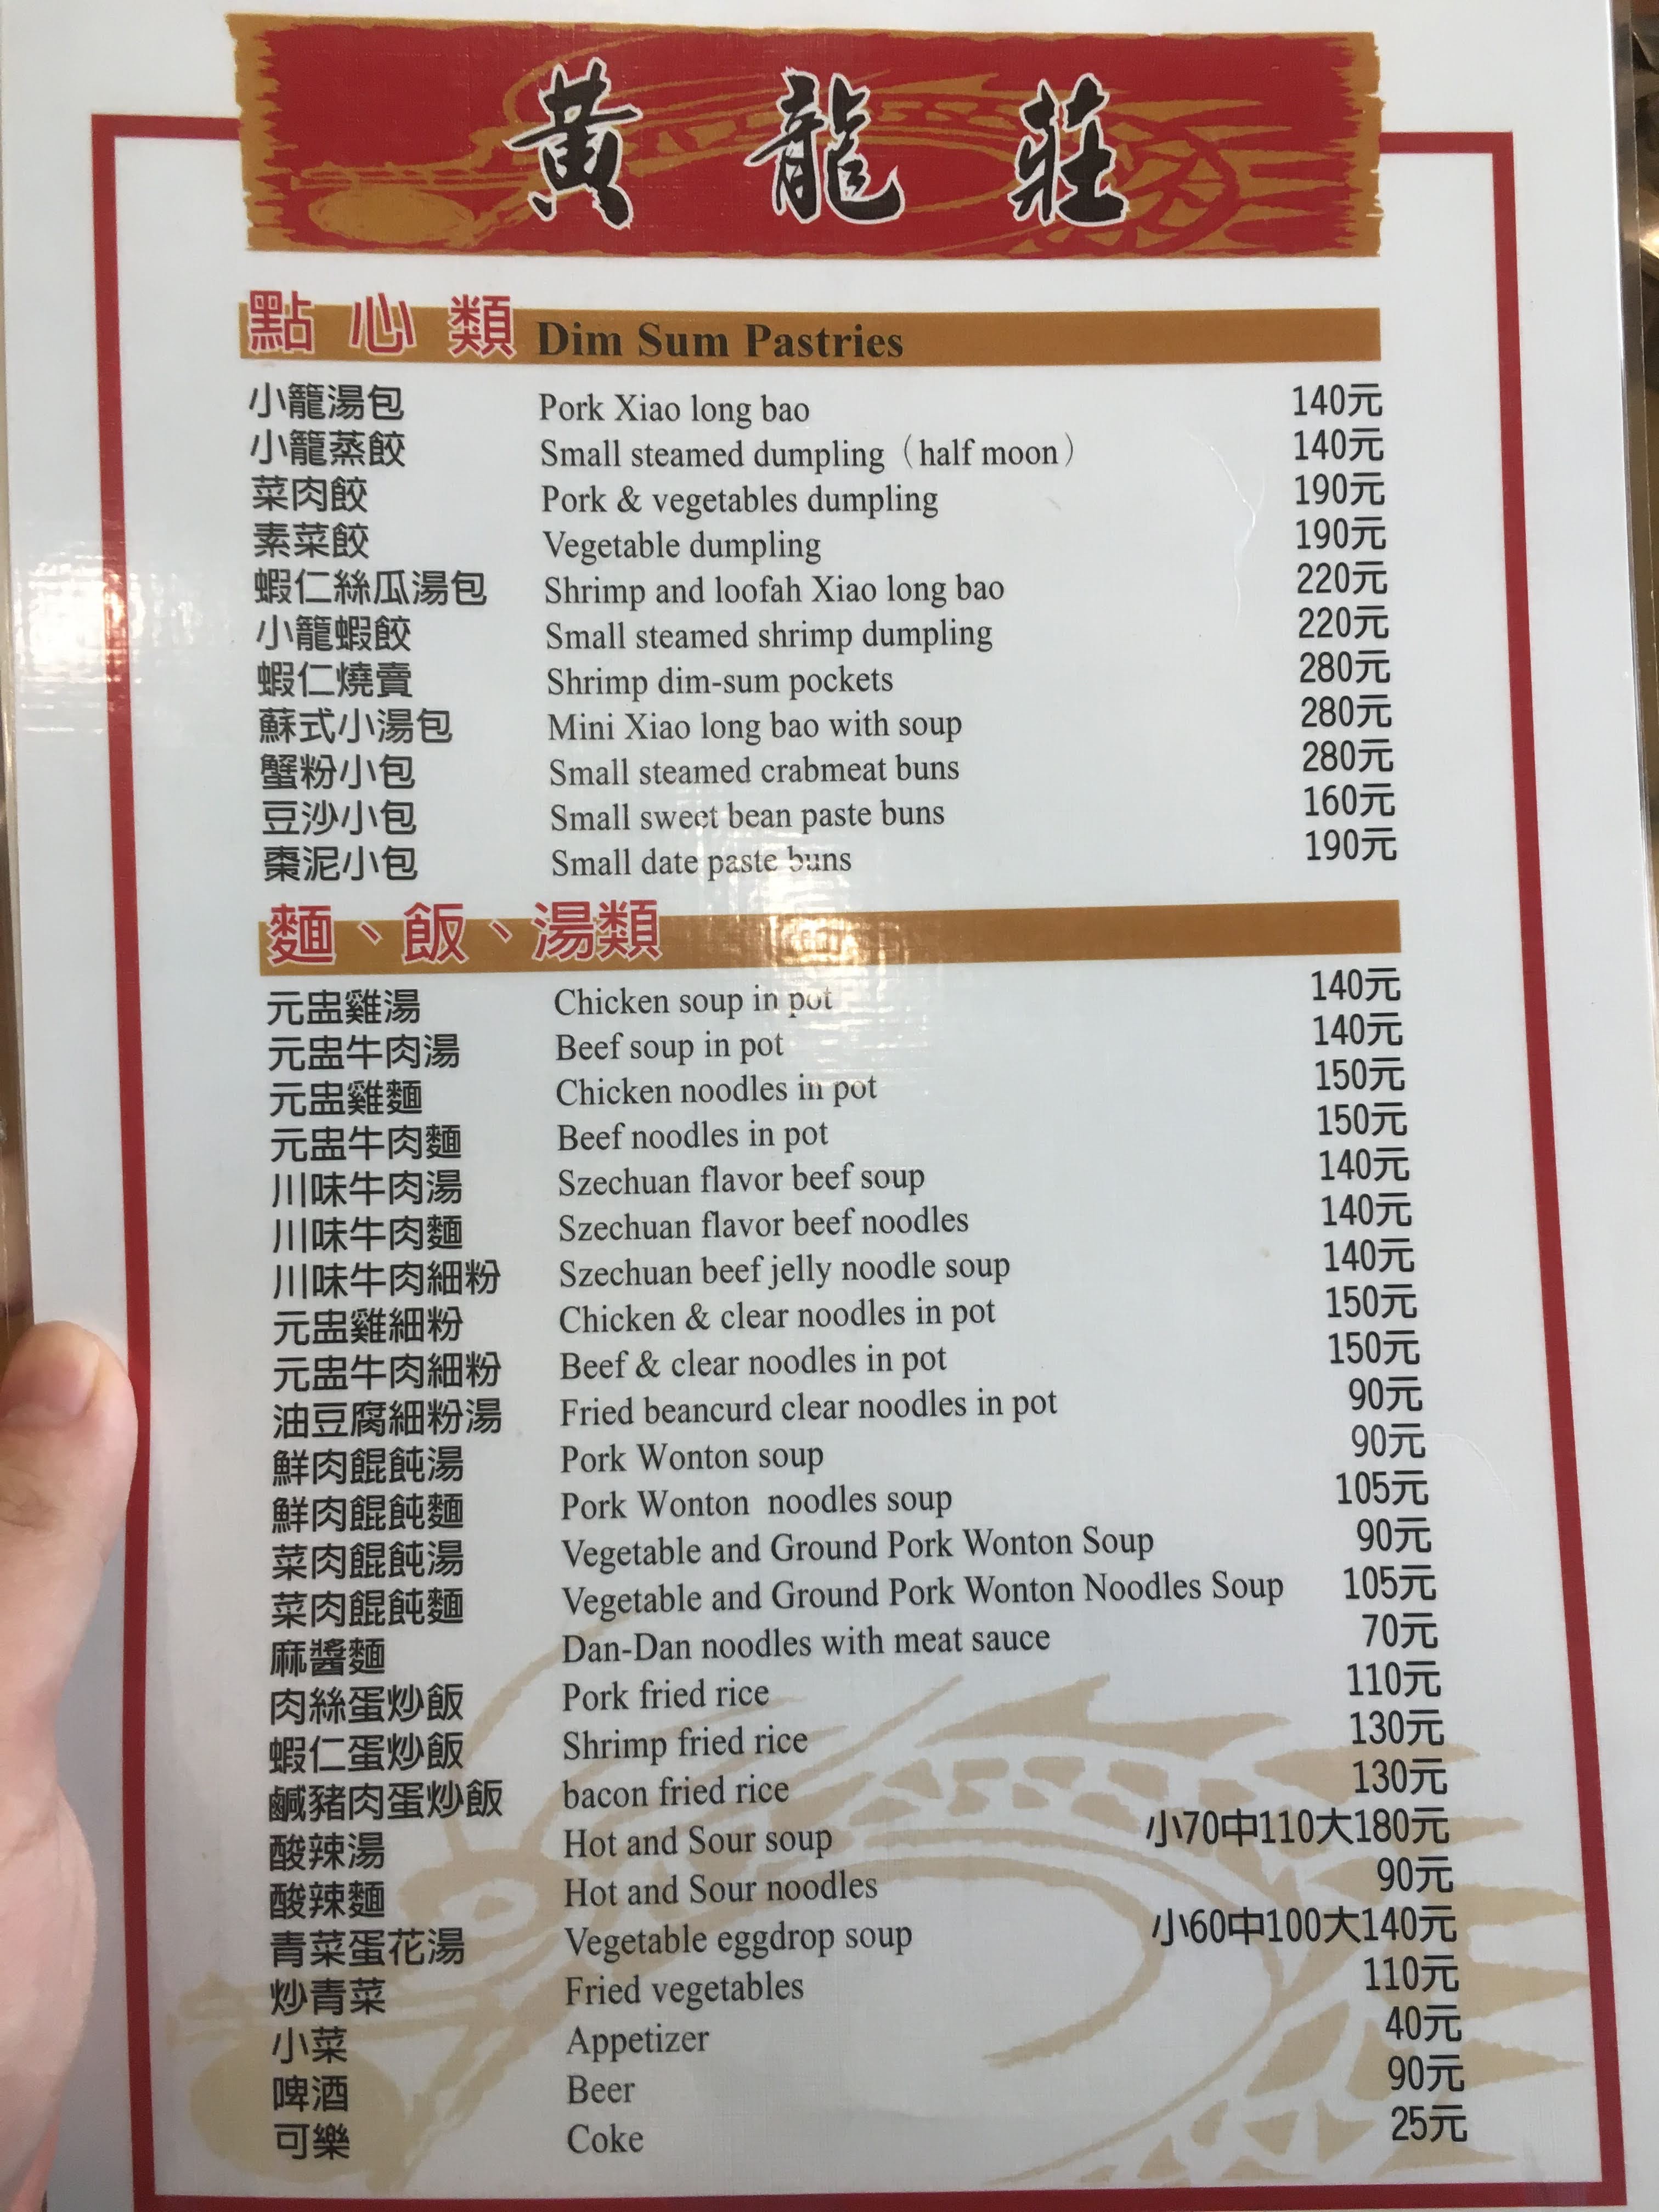 黃龍莊
點心類 Dim Sum Pastries
小籠湯包 Pork Xiao long bao 140元
小籠蒸餃 Small steamed dumpling（half moon） 140元
菜肉餃 Pork & vegetables dumpling 190元
素菜餃 Vegetable dumpling 190元
蝦仁絲瓜湯包 Shrimp and loofah Xiao long bao 220元
小籠蝦餃 Small steamed shrimp dumpling 220元
蝦仁燒賣 Shrimp dim-sum pockets 280元
蘇式小湯包 Mini Xiao long bao with soup 280元
蟹粉小包 Small steamed crabmeat buns 280元
豆沙小包 Small sweet bean paste buns 160元
棗泥小包 Small date paste buns 190元
麵、飯、湯類
元盅雞湯 Chicken soup in pot 140元
元盅牛肉湯 Beef soup in pot 140元
元盅雞麵 Chicken noodles in pot 150元
元盅牛肉麵 Beef noodles in pot 150元
川味牛肉湯 Szechuan flavor beef soup 140元
川味牛肉麵 Szechuan flavor beef noodles 140元
川味牛肉細粉 Szechuan beef jelly noodle soup 140元
元盅雞細粉 Chicken & clear noodles in pot 150元
元盅牛肉細粉 Beef & clear noodles in pot 150元
油豆腐細粉湯 Fried beancurd clear noodles in pot 90元
鮮肉餛飩湯 Pork Wonton soup 90元
鮮肉餛飩麵 Pork Wonton noodles soup 105元
菜肉餛飩湯 Vegetable and Ground Pork Wonton Soup 90元
菜肉餛飩麵 Vegetable and Ground Pork Wonton Noodles Soup 105元
麻醬麵 Dan-Dan noodles with meat sauce 70元
肉絲蛋炒飯 Pork fried rice 110元
蝦仁蛋炒飯 Shrimp fried rice 130元
鹹豬肉蛋炒飯 bacon fried rice 130元
酸辣湯 Hot and Sour soup 小70中110大180元
酸辣麵 Hot and Sour noodles 90元
青菜蛋花湯 Vegetable eggdrop soup 小60中100大140元
炒青菜 Fried vegetables 110元
小菜 Appetizer 40元
啤酒 Beer 90元
可樂 Coke 25元